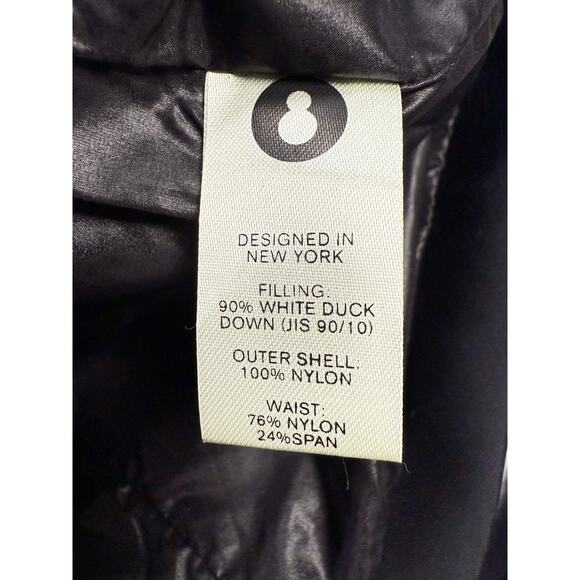 DESIGNED IN
NEW YORK
FILLING:
90% WHITE DUCK
DOWN (JIS 90/10)
OUTER SHELL:
100% NYLON
WAIST:
76% NYLON
24%SPAN